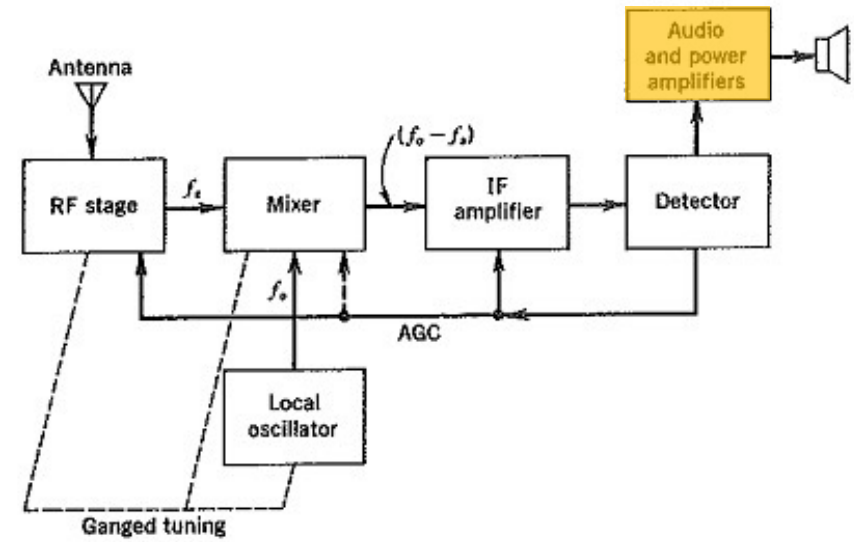 Audio
and power
amplifiers
Antenna
(fo − fs)
RF stage
fs
Mixer
IF
amplifier
Detector
fo
AGC
Local
oscillator
Ganged tuning